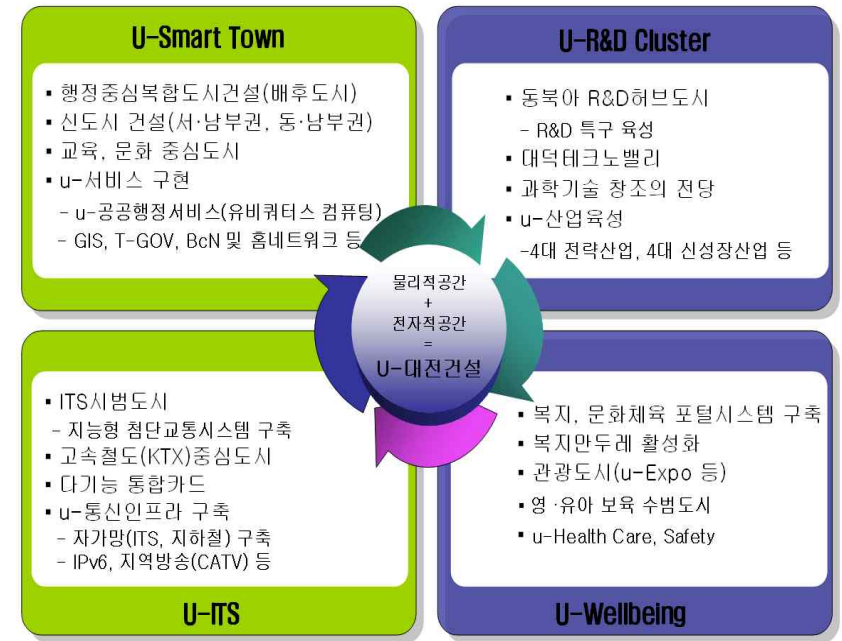 U-Smart Town
▪ 행정중심복합도시건설(배후도시)
▪ 신도시 건설(서·남부권, 동·남부권)
▪ 교육, 문화 중심도시
▪ u-서비스 구현
- u-공공행정서비스(유비쿼터스 컴퓨팅)
- GIS, T-GOV, BcN 및 홈네트워크 등
U-R&D Cluster
▪ 동북아 R&D허브도시
- R&D 특구 육성
▪ 대덕테크노밸리
▪ 과학기술 창조의 전당
▪ u-산업육성
-4대 전략산업, 4대 신성장산업 등
물리적공간
+
전자적공간
=
U-대전건설
▪ ITS시범도시
- 지능형 첨단교통시스템 구축
▪ 고속철도(KTX)중심도시
▪ 다기능 통합카드
▪ u-통신인프라 구축
- 자가망(ITS, 지하철) 구축
- IPv6, 지역방송(CATV) 등
U-ITS
▪ 복지, 문화체육 포털시스템 구축
▪ 복지만두레 활성화
▪ 관광도시(u-Expo 등)
▪ 영·유아 보육 수범도시
▪ u-Health Care, Safety
U-Wellbeing